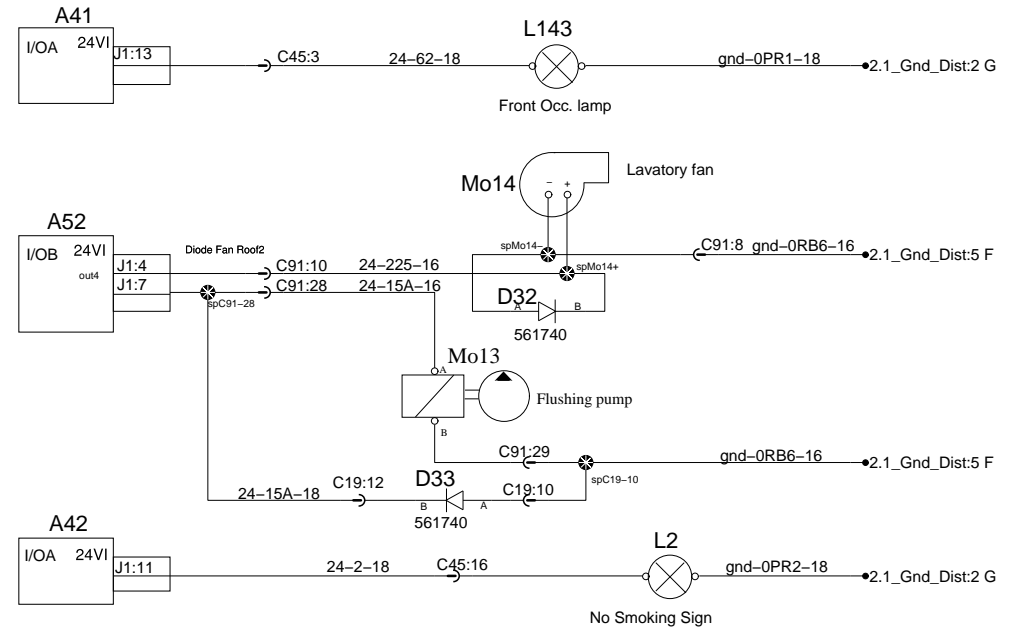 A41
L143
I/OA 24VI
J1:13
C45:3
24-62-18
gnd-0PR1-18
2.1_Gnd_Dist:2 G
Front Occ. lamp
Lavatory fan
Mo14
- +
A52
I/OB 24VI
out4
Diode Fan Roof2
spMo14-
C91:8
gnd-0RB6-16
2.1_Gnd_Dist:5 F
J1:4
C91:10
24-225-16
spMo14+
J1:7
C91:28
24-15A-16
spC91-28
D32
A B
561740
Mo13
A
Flushing pump
B
C91:29
gnd-0RB6-16
2.1_Gnd_Dist:5 F
spC19-10
24-15A-18
C19:12
D33
B A
C19:10
561740
A42
L2
I/OA 24VI
J1:11
24-2-18
C45:16
gnd-0PR2-18
2.1_Gnd_Dist:2 G
No Smoking Sign